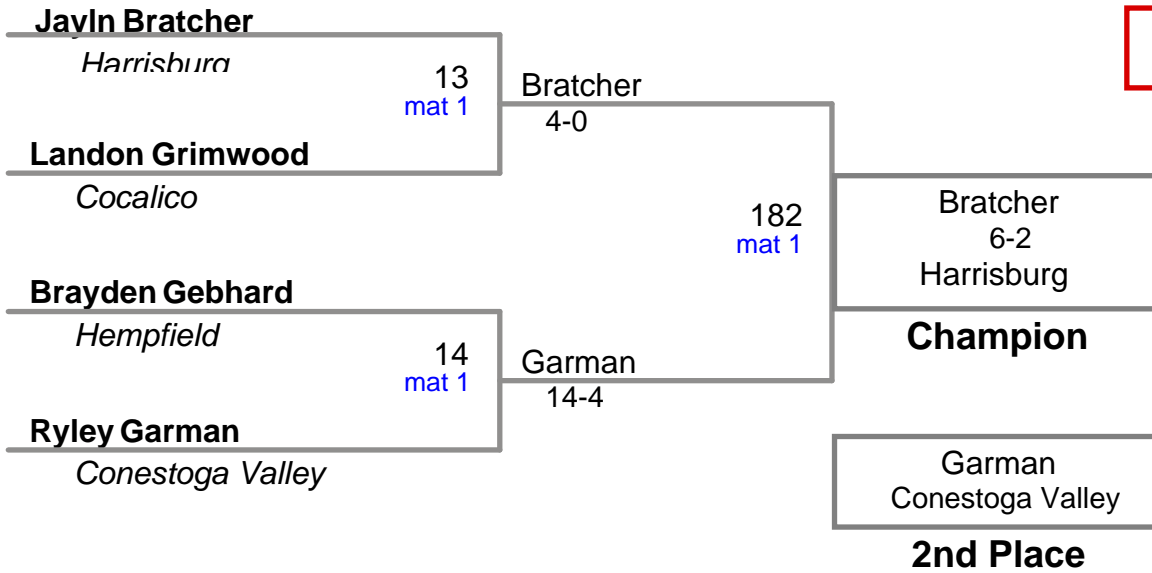 Jayln Bratcher
Harrisburg
13
mat 1
Bratcher
4-0
Landon Grimwood
Cocalico
182
mat 1
Bratcher
6-2
Harrisburg
Champion
Brayden Gebhard
Hempfield
14
mat 1
Garman
14-4
Ryley Garman
Conestoga Valley
Garman
Conestoga Valley
2nd Place